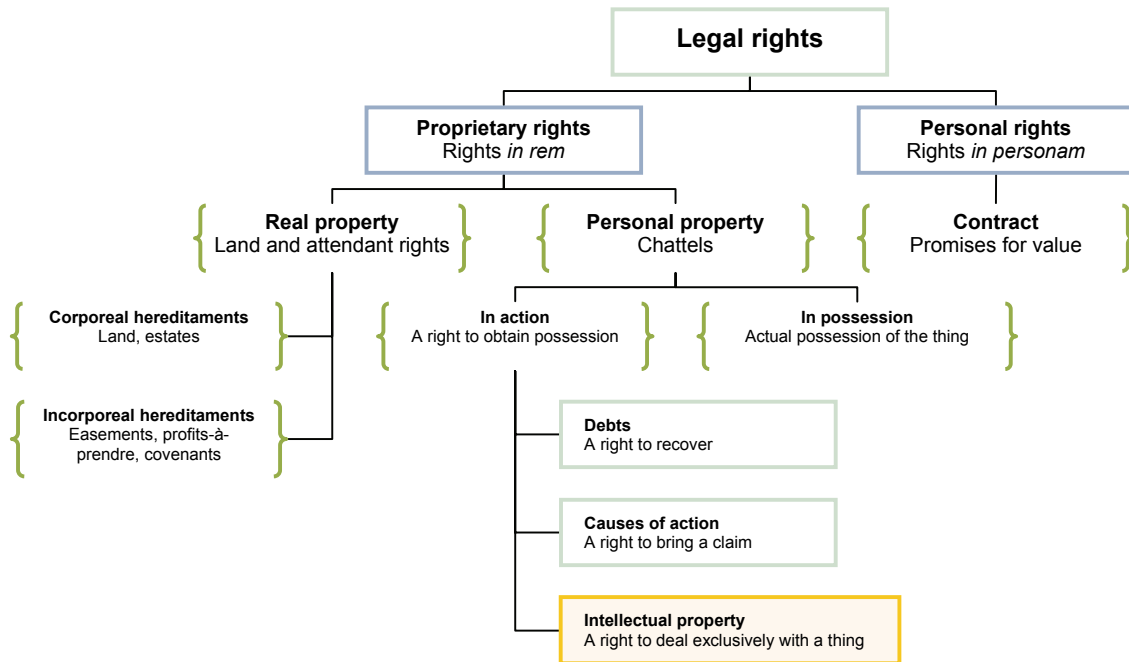 Legal rights
Proprietary rights
Rights in rem
Personal rights
Rights in personam
Real property
Land and attendant rights
Personal property
Chattels
Contract
Promises for value
Corporeal hereditaments
Land, estates
In action
A right to obtain possession
In possession
Actual possession of the thing
Incorporeal hereditaments
Easements, profits-à-
prendre, covenants
Debts
A right to recover
Causes of action
A right to bring a claim
Intellectual property
A right to deal exclusively with a thing